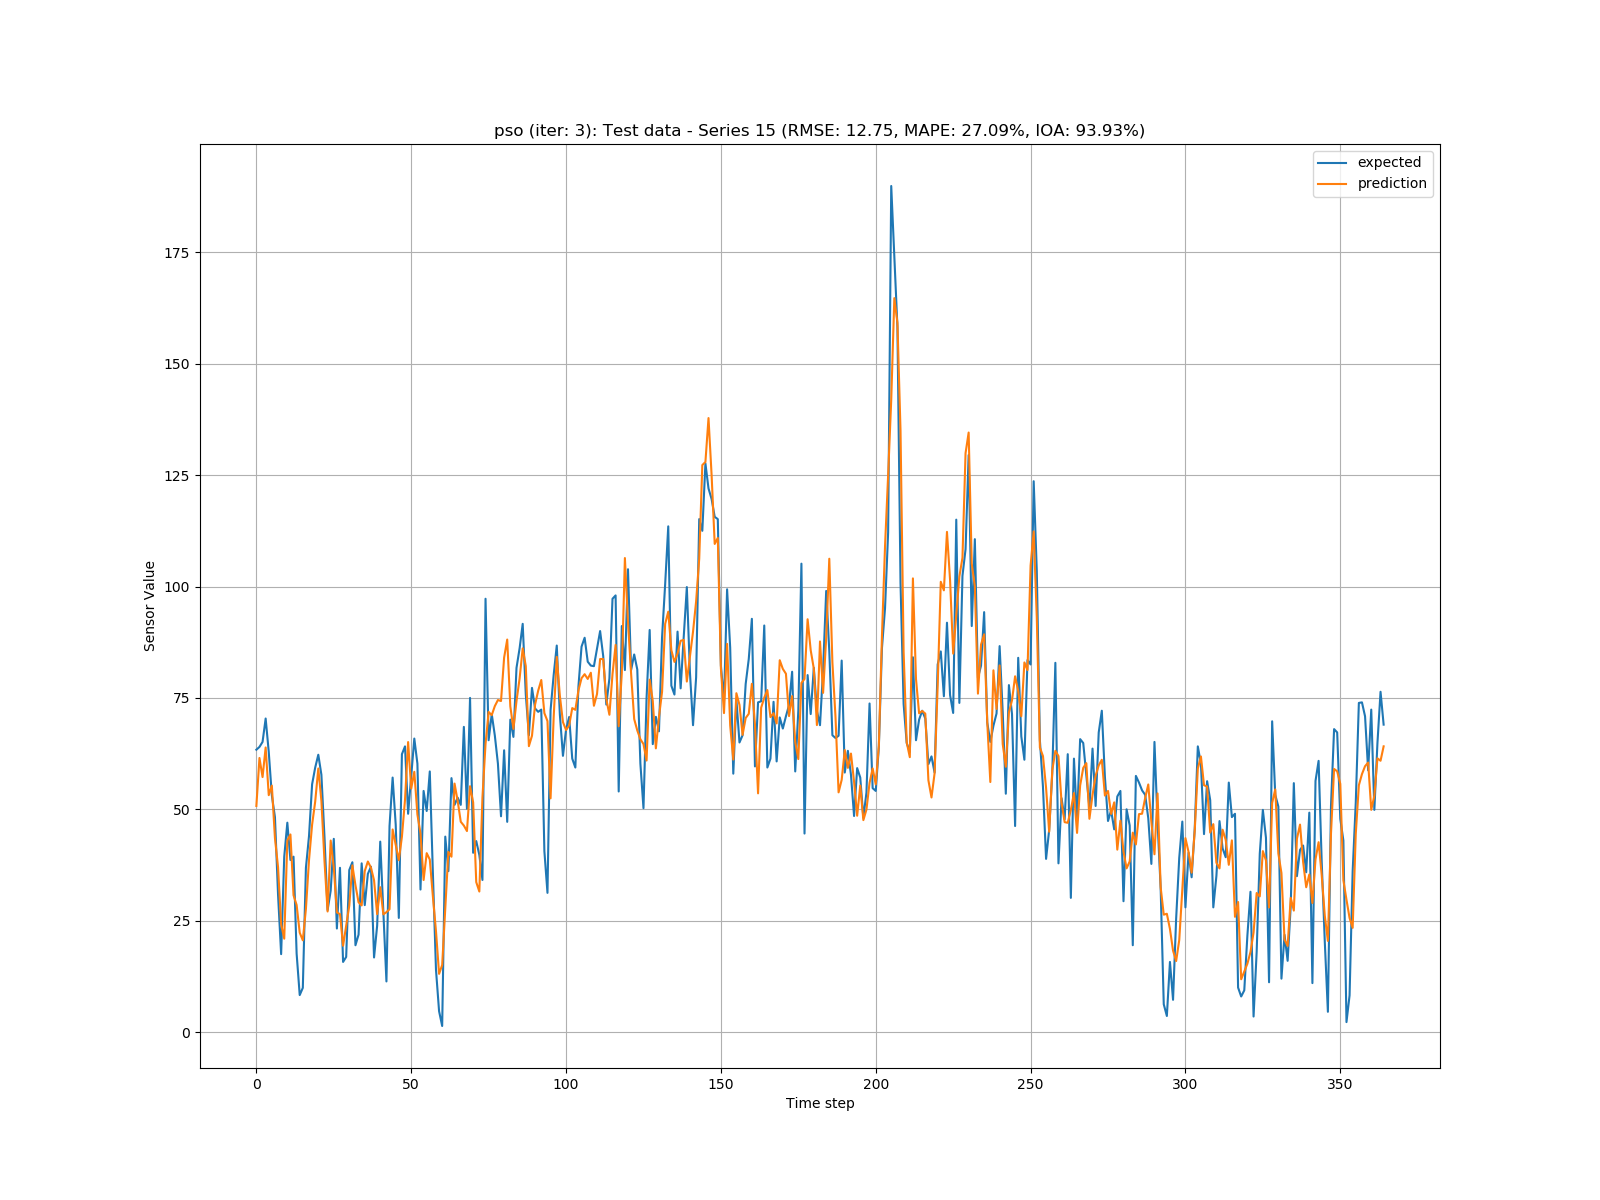 pso (iter: 3): Test data - Series 15 (RMSE: 12.75, MAPE: 27.09%, IOA: 93.93%)
expected
prediction
175
150
125
100
75
50
25
0
Sensor Value
0 50 100 150 200 250 300 350
Time step